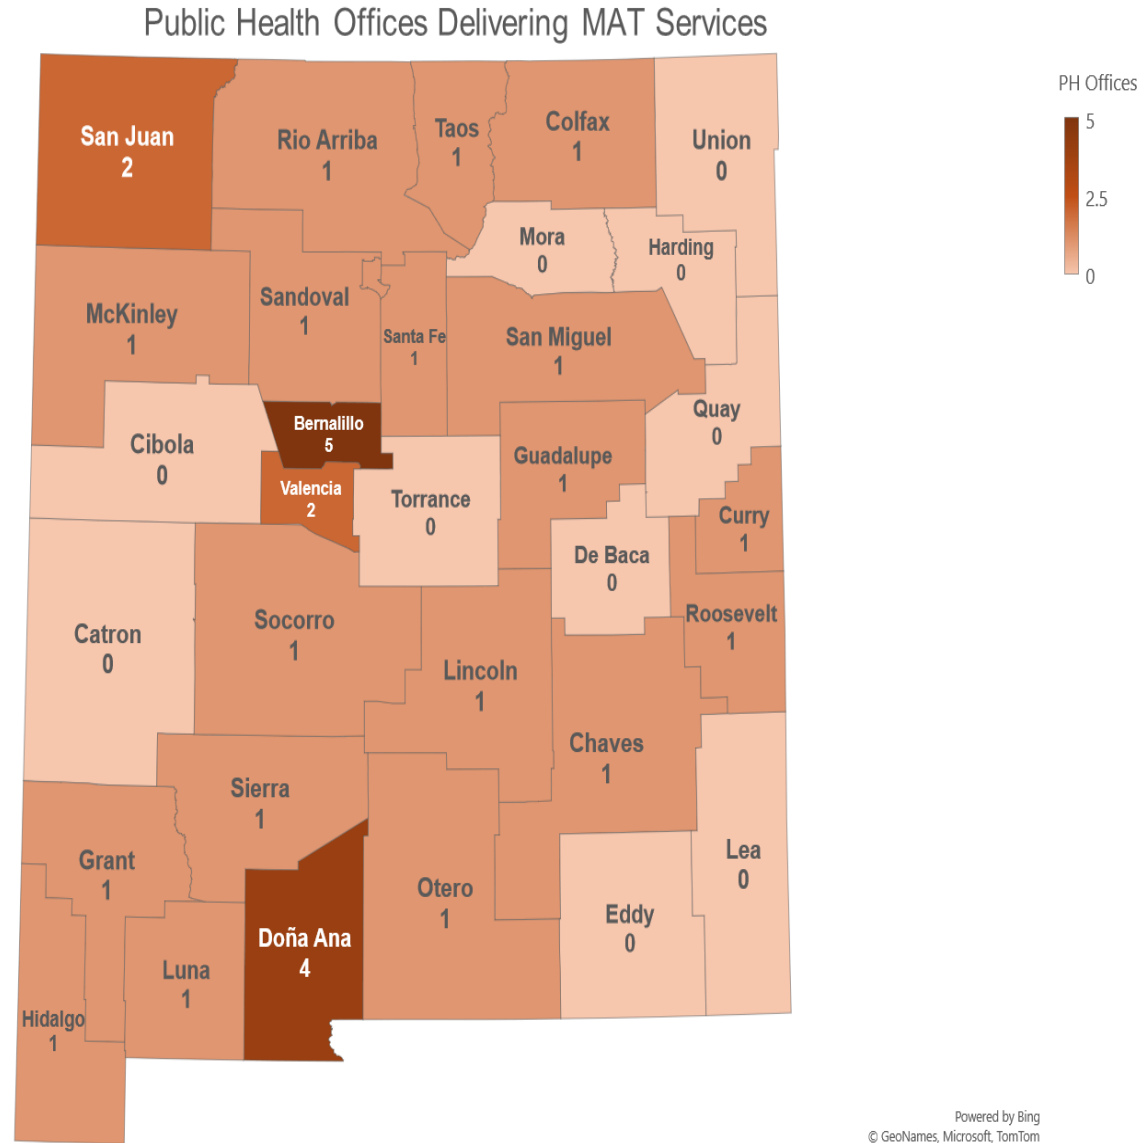 Public Health Offices Delivering MAT Services
PH Offices
5
2.5
0
San Juan
2
Rio Arriba
1
Taos
1
Colfax
1
Union
0
Mora
0
Harding
0
McKinley
1
Sandoval
1
Santa Fe
1
San Miguel
1
Quay
0
Cibola
0
Bernalillo
5
Valencia
2
Torrance
0
Guadalupe
1
Curry
1
De Baca
0
Roosevelt
1
Catron
0
Socorro
1
Lincoln
1
Chaves
1
Sierra
1
Grant
1
Otero
1
Lea
0
Eddy
0
Doña Ana
4
Luna
1
Hidalgo
1
Powered by Bing
© GeoNames, Microsoft, TomTom